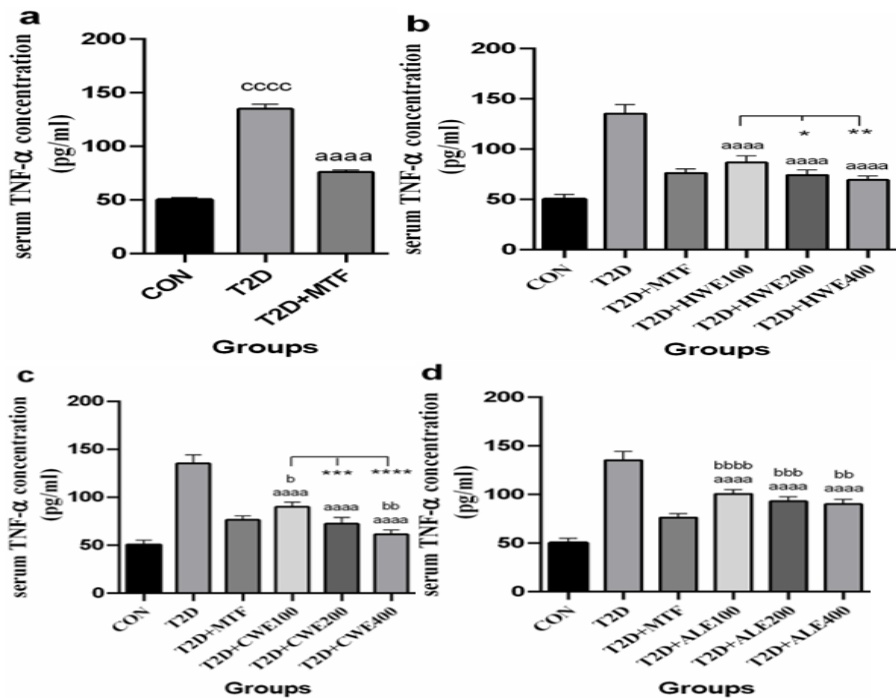 a
serum TNF-α concentration
(pg/ml)
200
150
100
50
0
cccc
aaaa
CON
T2D
T2D+MTF
Groups
b
serum TNF-α concentration
(pg/ml)
200
150
100
50
0
* **
aaaa
aaaa
aaaa
CON
T2D
T2D+MTF
T2D+HWE100
T2D+HWE200
T2D+HWE400
Groups
c
serum TNF-α concentration
(pg/ml)
200
150
100
50
0
*** ****
b
aaaa
aaaa
bb
aaaa
CON
T2D
T2D+MTF
T2D+CWE100
T2D+CWE200
T2D+CWE400
Groups
d
serum TNF-α concentration
(pg/ml)
200
150
100
50
0
bbbb
aaaa
bbb
aaaa
bb
aaaa
CON
T2D
T2D+MTF
T2D+ALE100
T2D+ALE200
T2D+ALE400
Groups